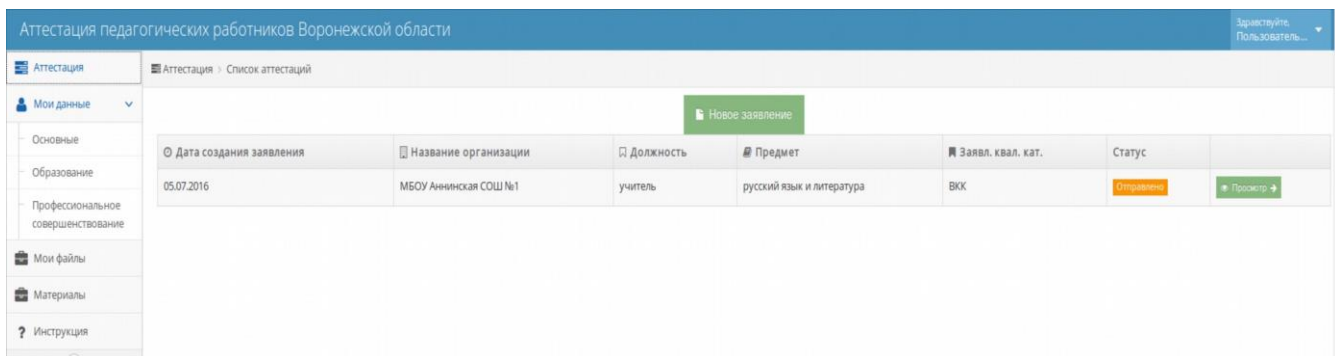 Аттестация педагогических работников Воронежской области
Здравствуйте,
Пользователь...
Аттестация
Аттестация > Список аттестаций
Мои данные
Новое заявление
Основные
Дата создания заявления Название организации Должность Предмет Заявл. квал. кат. Статус
Образование
05.07.2016 МБОУ Аннинская СОШ №1 учитель русский язык и литература ВКК Отправлено Просмотр
Профессиональное
совершенствование
Мои файлы
Материалы
? Инструкция